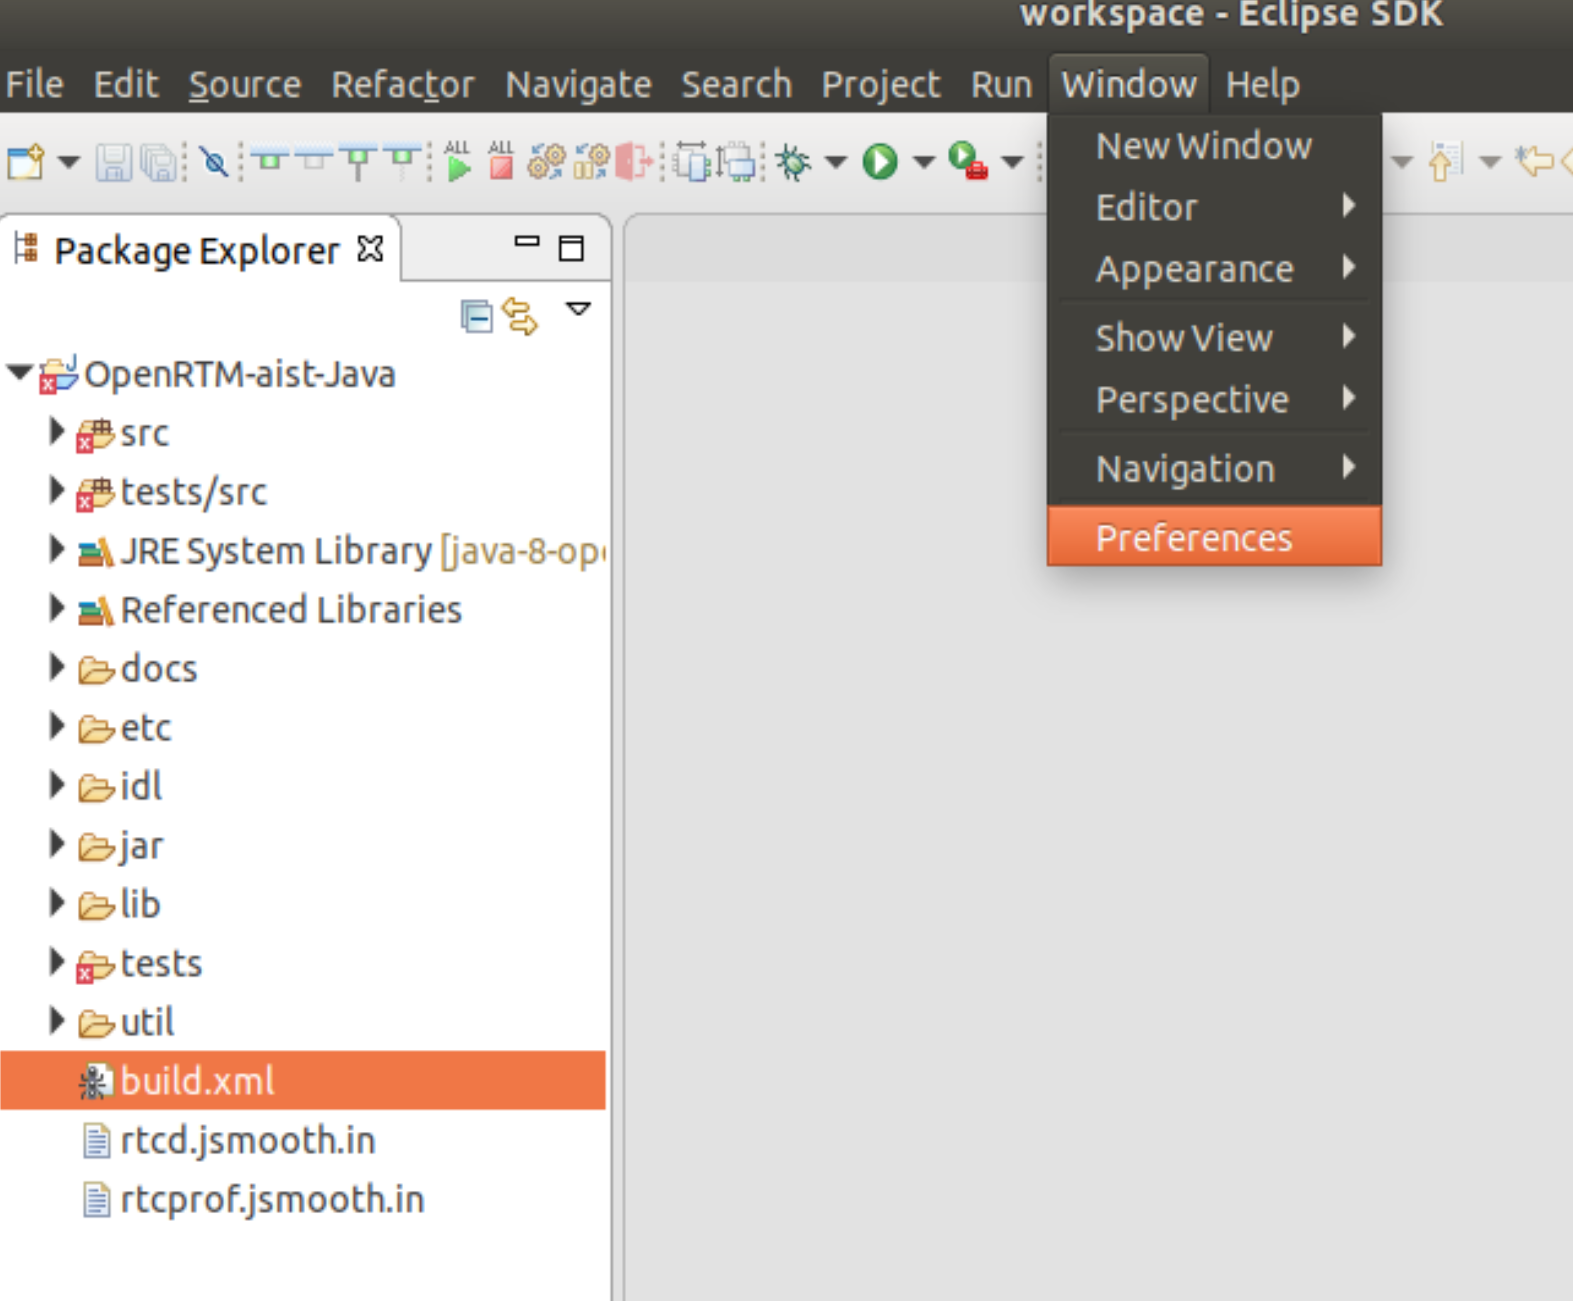 workspace - Eclipse SDK
File Edit Source Refactor Navigate Search Project Run Window Help
ALL ALL
New Window
Editor
Appearance
Show View
Perspective
Navigation
Preferences
Package Explorer
OpenRTM-aist-Java
src
tests/src
JRE System Library [java-8-op
Referenced Libraries
docs
etc
idl
jar
lib
tests
util
build.xml
rtcd.jsmooth.in
rtcprof.jsmooth.in